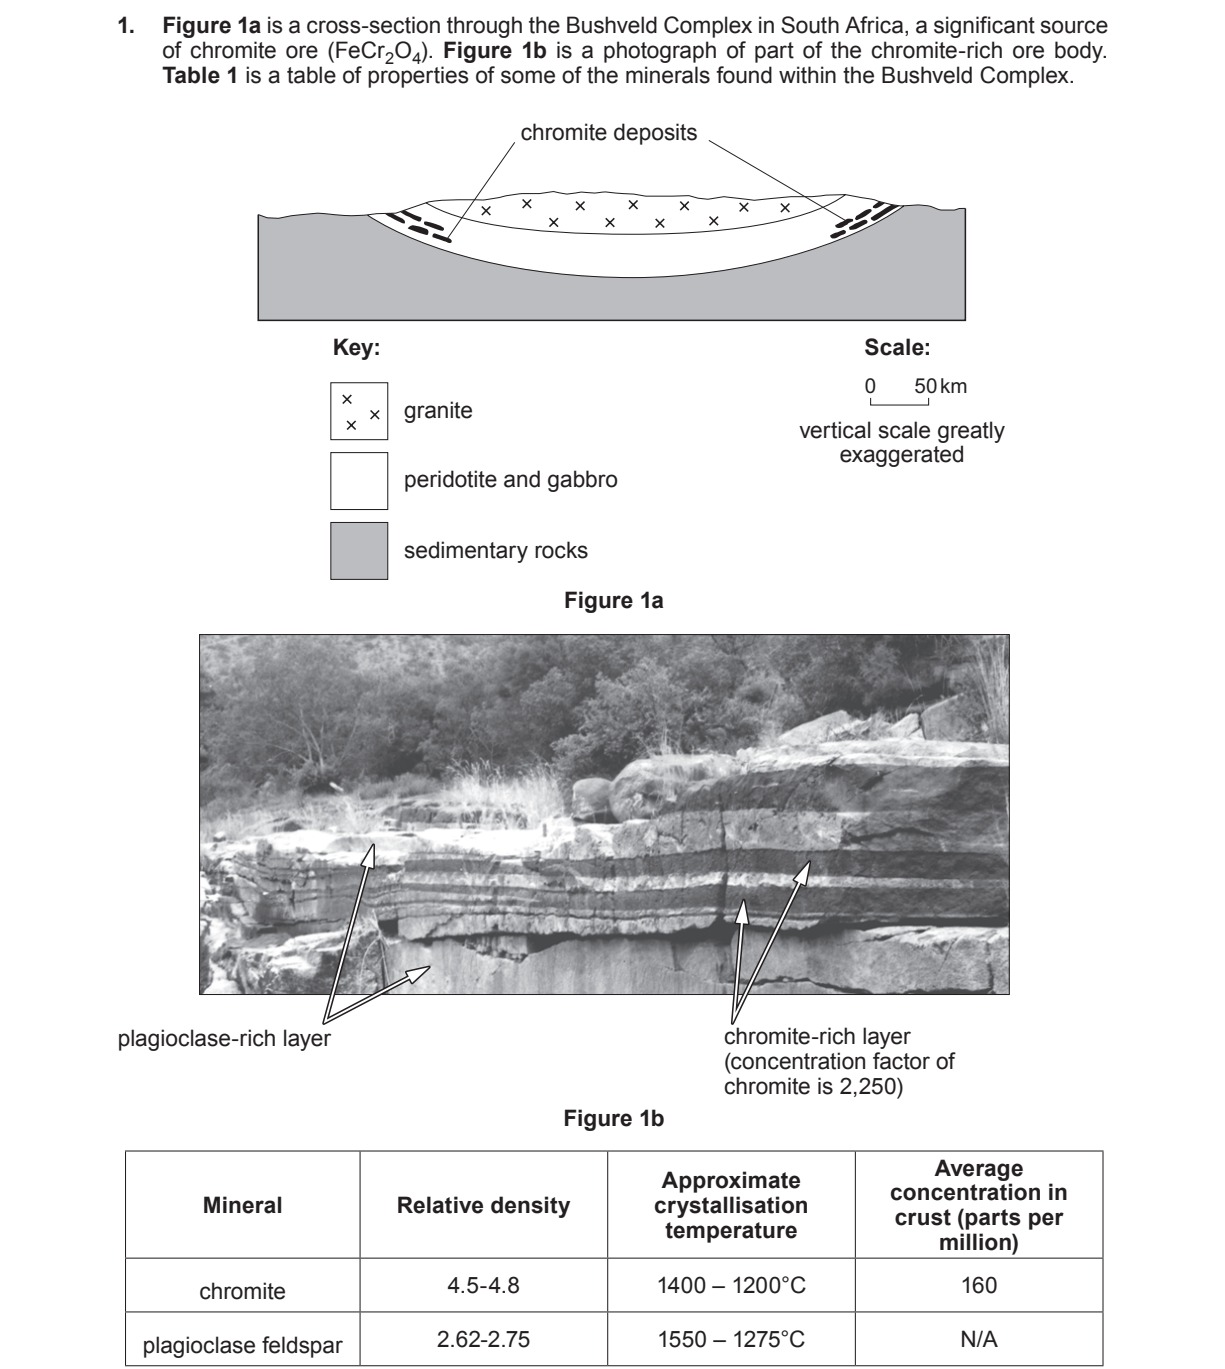 1. Figure 1a is a cross-section through the Bushveld Complex in South Africa, a significant source
of chromite ore (FeCr₂O₄). Figure 1b is a photograph of part of the chromite-rich ore body.
Table 1 is a table of properties of some of the minerals found within the Bushveld Complex.
chromite deposits
Key:
granite
peridotite and gabbro
sedimentary rocks
Scale:
0 50 km
vertical scale greatly
exaggerated
Figure 1a
plagioclase-rich layer
chromite-rich layer
(concentration factor of
chromite is 2,250)
Figure 1b
Mineral
Relative density
Approximate
crystallisation
temperature
Average
concentration in
crust (parts per
million)
chromite
4.5-4.8
1400 – 1200°C
160
plagioclase feldspar
2.62-2.75
1550 – 1275°C
N/A